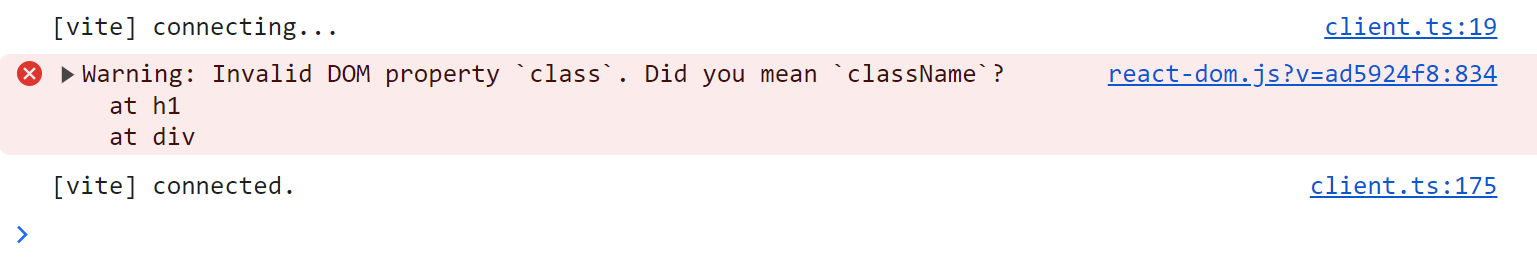 [vite] connecting... client.ts:19
Warning: Invalid DOM property `class`. Did you mean `className`? react-dom.js?v=ad5924f8:834
at h1
at div
[vite] connected. client.ts:175